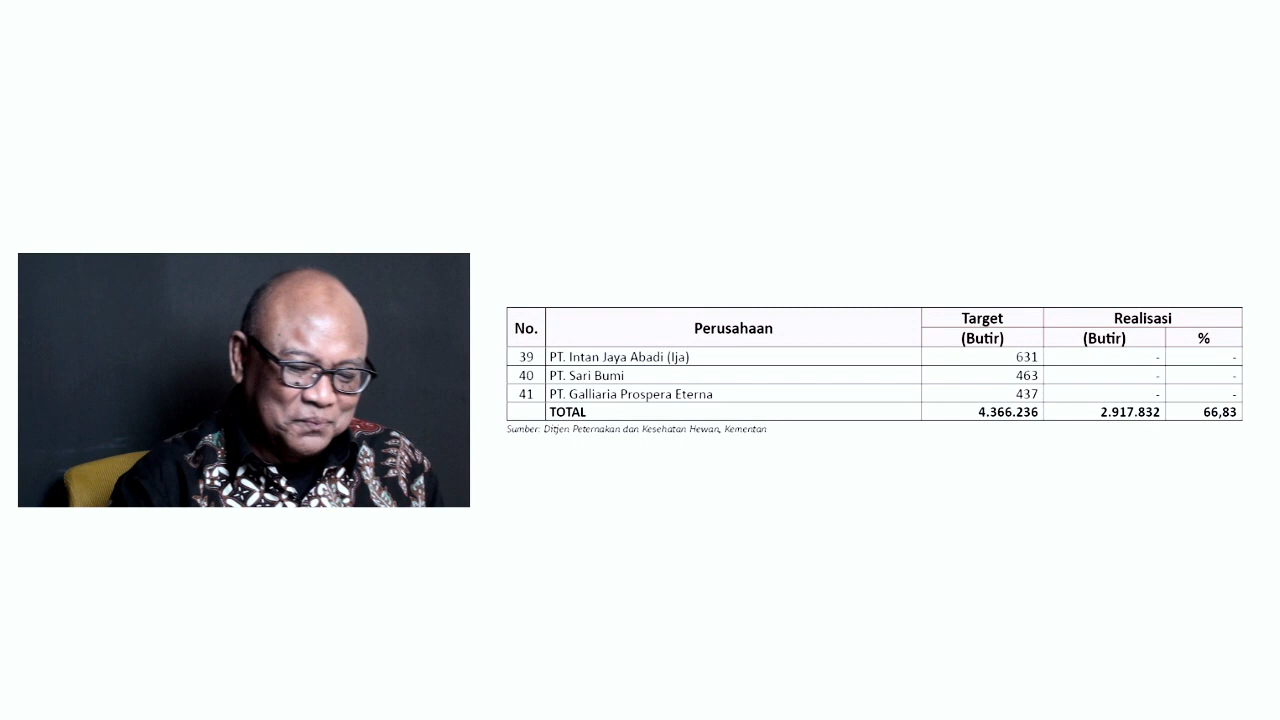 No. Perusahaan Target Realisasi
(Butir) (Butir) %
39 PT. Intan Jaya Abadi (Ija) 631 - -
40 PT. Sari Bumi 463 - -
41 PT. Galliaria Prospera Eterna 437 - -
TOTAL 4.366.236 2.917.832 66,83
Sumber: Ditjen Peternakan dan Kesehatan Hewan, Kementan